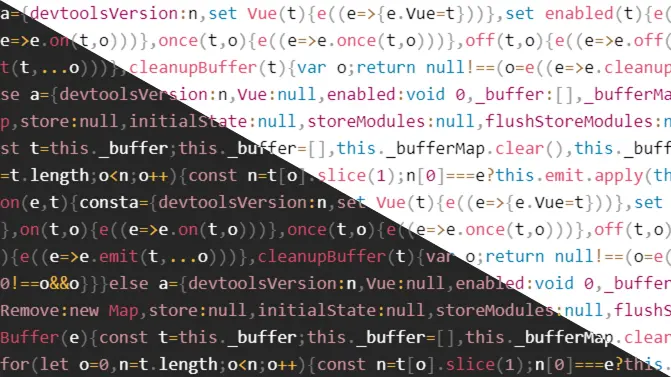 a={devtoolsVersion:n,set Vue(t){e((e=>{e.Vue=t}))},set enabled(t){e(
e=>e.on(t,o)))},once(t,o){e((e=>e.once(t,o)))},off(t,o){e((e=>e.off(
t(t,...o)))},cleanupBuffer(t){var o;return null!==(o=e((e=>e.cleanup
se a={devtoolsVersion:n,Vue:null,enabled:void 0,_buffer:[],_bufferMa
p,store:null,initialState:null,storeModules:null,flushStoreModules:n
st t=this._buffer;this._buffer=[],this._bufferMap.clear(),this._buff
=t.length;o<n;o++){const n=t[o].slice(1);n[0]===e?this.emit.apply(th
on(e,t){consta={devtoolsVersion:n,set Vue(t){e((e=>{e.Vue=t}))},set
},on(t,o){e((e=>e.on(t,o)))},once(t,o){e((e=>e.once(t,o)))},off(t,o)
){e((e=>e.emit(t,...o)))},cleanupBuffer(t){var o;return null!==(o=e(
0!==o&&o}}}else a={devtoolsVersion:n,Vue:null,enabled:void 0,_buffer
Remove:new Map,store:null,initialState:null,storeModules:null,flushS
Buffer(e){const t=this._buffer;this._buffer=[],this._bufferMap.clear
for(let o=0,n=t.length;o<n;o++){const n=t[o].slice(1);n[0]===e?this.